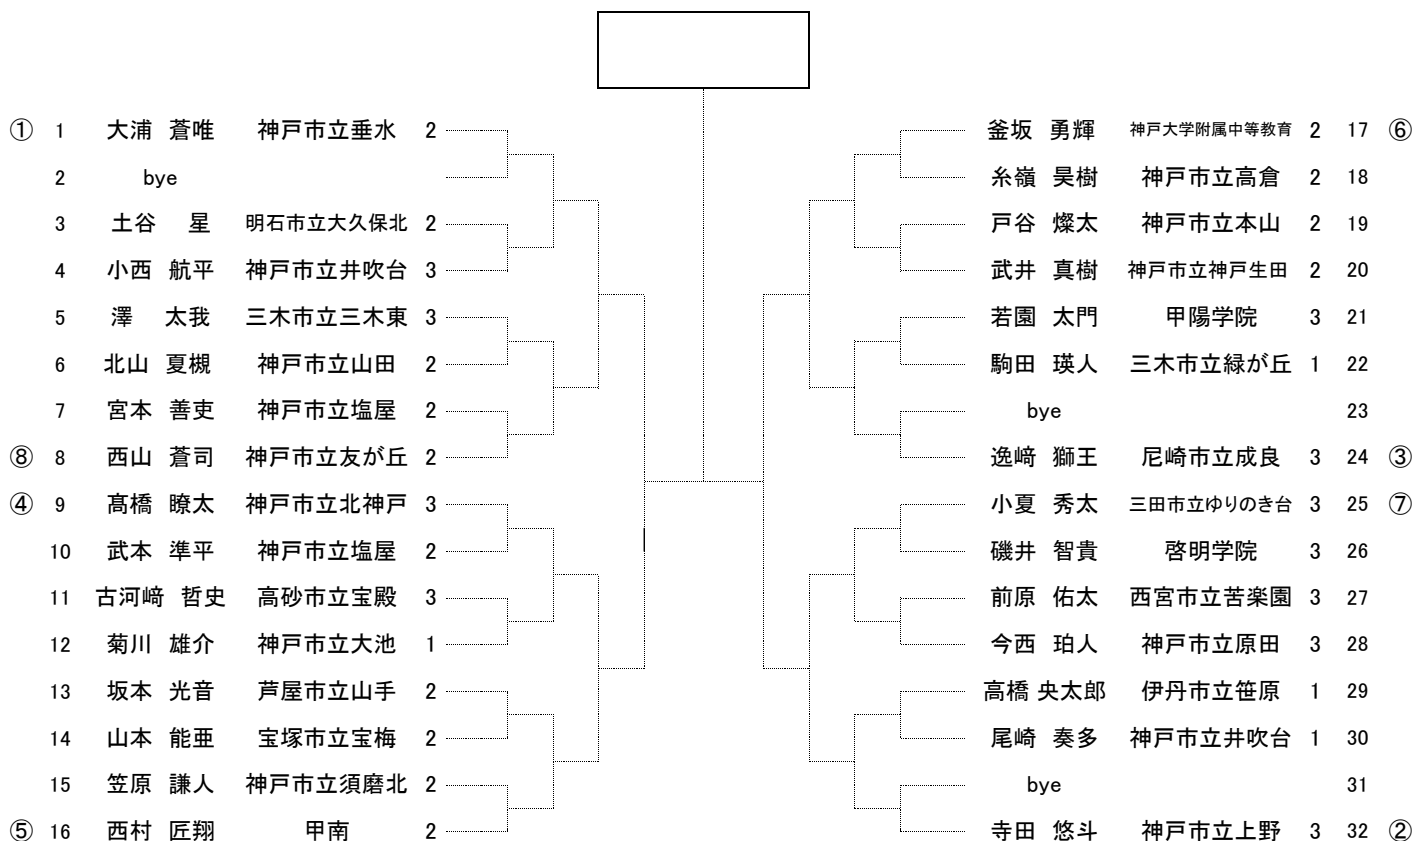 ① 1 大浦 蒼唯 神戸市立垂水 2
2 bye
3 土谷 星 明石市立大久保北 2
4 小西 航平 神戸市立井吹台 3
5 澤 太我 三木市立三木東 3
6 北山 夏槻 神戸市立山田 2
7 宮本 善吏 神戸市立塩屋 2
⑧ 8 西山 蒼司 神戸市立友が丘 2
④ 9 髙橋 暸太 神戸市立北神戸 3
10 武本 準平 神戸市立塩屋 2
11 古河﨑 哲史 高砂市立宝殿 3
12 菊川 雄介 神戸市立大池 1
13 坂本 光音 芦屋市立山手 2
14 山本 能亜 宝塚市立宝梅 2
15 笠原 謙人 神戸市立須磨北 2
⑤ 16 西村 匠翔 甲南 2
釜坂 勇輝 神戸大学附属中等教育 2 17 ⑥
糸嶺 昊樹 神戸市立高倉 2 18
戸谷 燦太 神戸市立本山 2 19
武井 真樹 神戸市立神戸生田 2 20
若園 太門 甲陽学院 3 21
駒田 瑛人 三木市立緑が丘 1 22
bye 23
逸﨑 獅王 尼崎市立成良 3 24 ③
小夏 秀太 三田市立ゆりのき台 3 25 ⑦
磯井 智貴 啓明学院 3 26
前原 佑太 西宮市立苦楽園 3 27
今西 珀人 神戸市立原田 3 28
高橋 央太郎 伊丹市立笹原 1 29
尾崎 奏多 神戸市立井吹台 1 30
bye 31
寺田 悠斗 神戸市立上野 3 32 ②